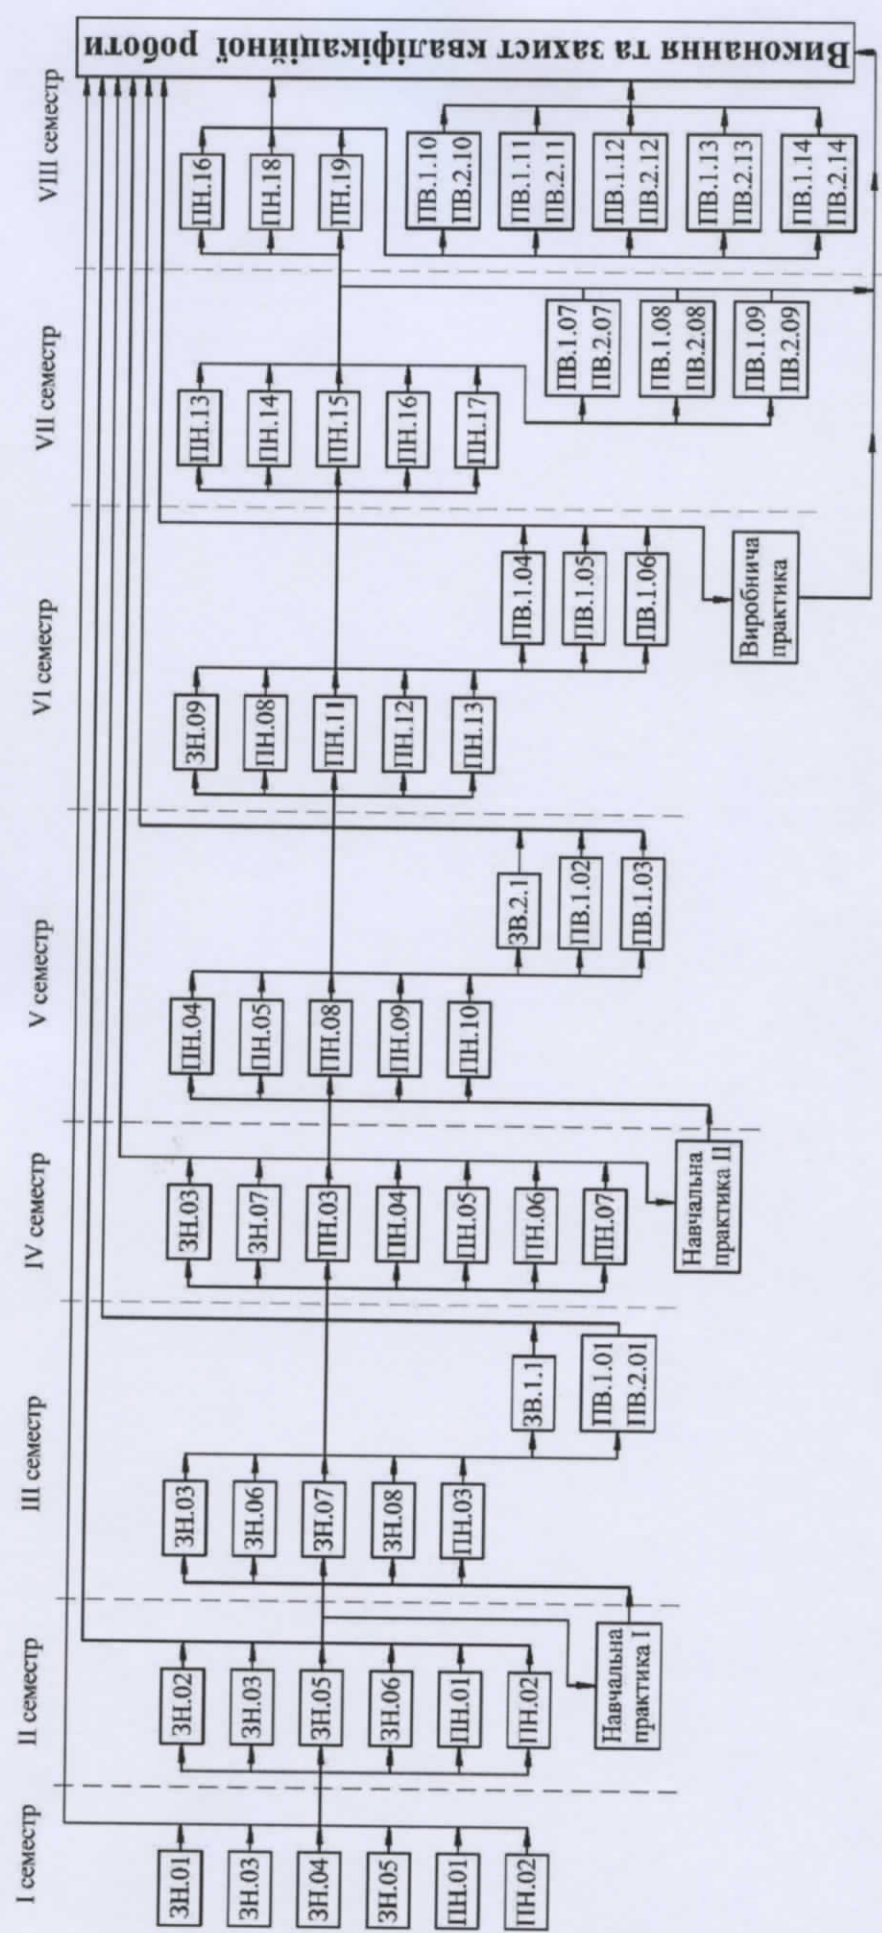 I семестр
ЗН.01
ЗН.03
ЗН.04
ЗН.05
ПН.01
ПН.02
II семестр
ЗН.02
ЗН.03
ЗН.05
ЗН.06
ПН.01
ПН.02
Навчальна
практика I
III семестр
ЗН.03
ЗН.06
ЗН.07
ЗН.08
ПН.03
ЗВ.1.1
ПВ.1.01
ПВ.2.01
IV семестр
ЗН.03
ЗН.07
ПН.03
ПН.04
ПН.05
ПН.06
ПН.07
Навчальна
практика II
V семестр
ПН.04
ПН.05
ПН.08
ПН.09
ПН.10
ЗВ.2.1
ПВ.1.02
ПВ.1.03
VI семестр
ЗН.09
ПН.08
ПН.11
ПН.12
ПН.13
ПВ.1.04
ПВ.1.05
ПВ.1.06
Виробнича
практика
VII семестр
ПН.13
ПН.14
ПН.15
ПН.16
ПН.17
ПВ.1.07
ПВ.2.07
ПВ.1.08
ПВ.2.08
ПВ.1.09
ПВ.2.09
VIII семестр
ПН.16
ПН.18
ПН.19
ПВ.1.10
ПВ.2.10
ПВ.1.11
ПВ.2.11
ПВ.1.12
ПВ.2.12
ПВ.1.13
ПВ.2.13
ПВ.1.14
ПВ.2.14
Виконання та захист кваліфікаційної роботи